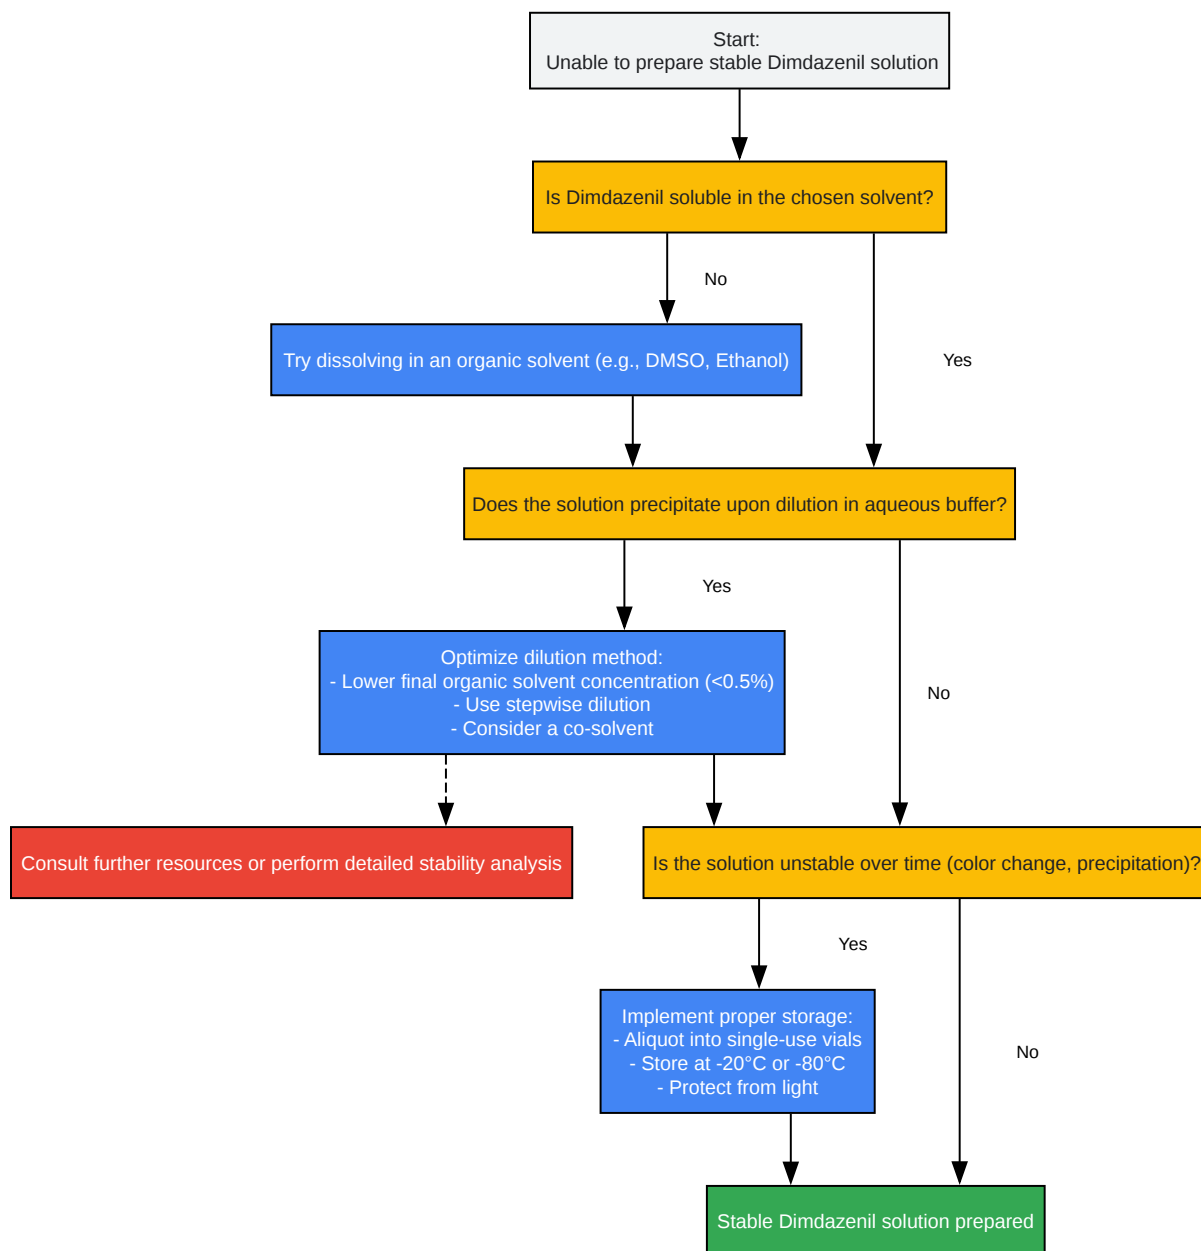 Start:
Unable to prepare stable Dimdazenil solution
Is Dimdazenil soluble in the chosen solvent?
No
Try dissolving in an organic solvent (e.g., DMSO, Ethanol)
Yes
Does the solution precipitate upon dilution in aqueous buffer?
Yes
Optimize dilution method:
- Lower final organic solvent concentration (<0.5%)
- Use stepwise dilution
- Consider a co-solvent
No
Consult further resources or perform detailed stability analysis
Is the solution unstable over time (color change, precipitation)?
Yes
Implement proper storage:
- Aliquot into single-use vials
- Store at -20°C or -80°C
- Protect from light
No
Stable Dimdazenil solution prepared